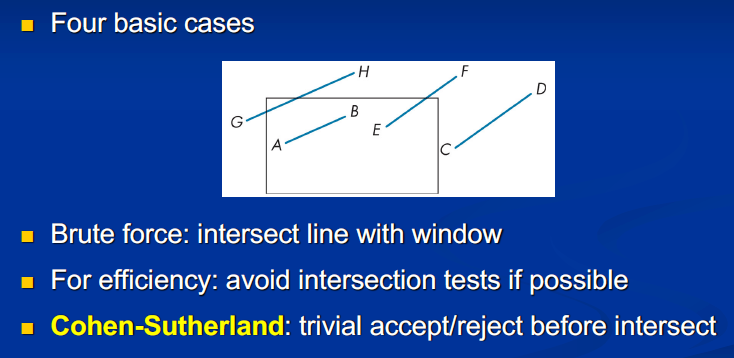 Four basic cases
H
F
D
B
G
E
A
C
Brute force: intersect line with window
For efficiency: avoid intersection tests if possible
Cohen-Sutherland: trivial accept/reject before intersect